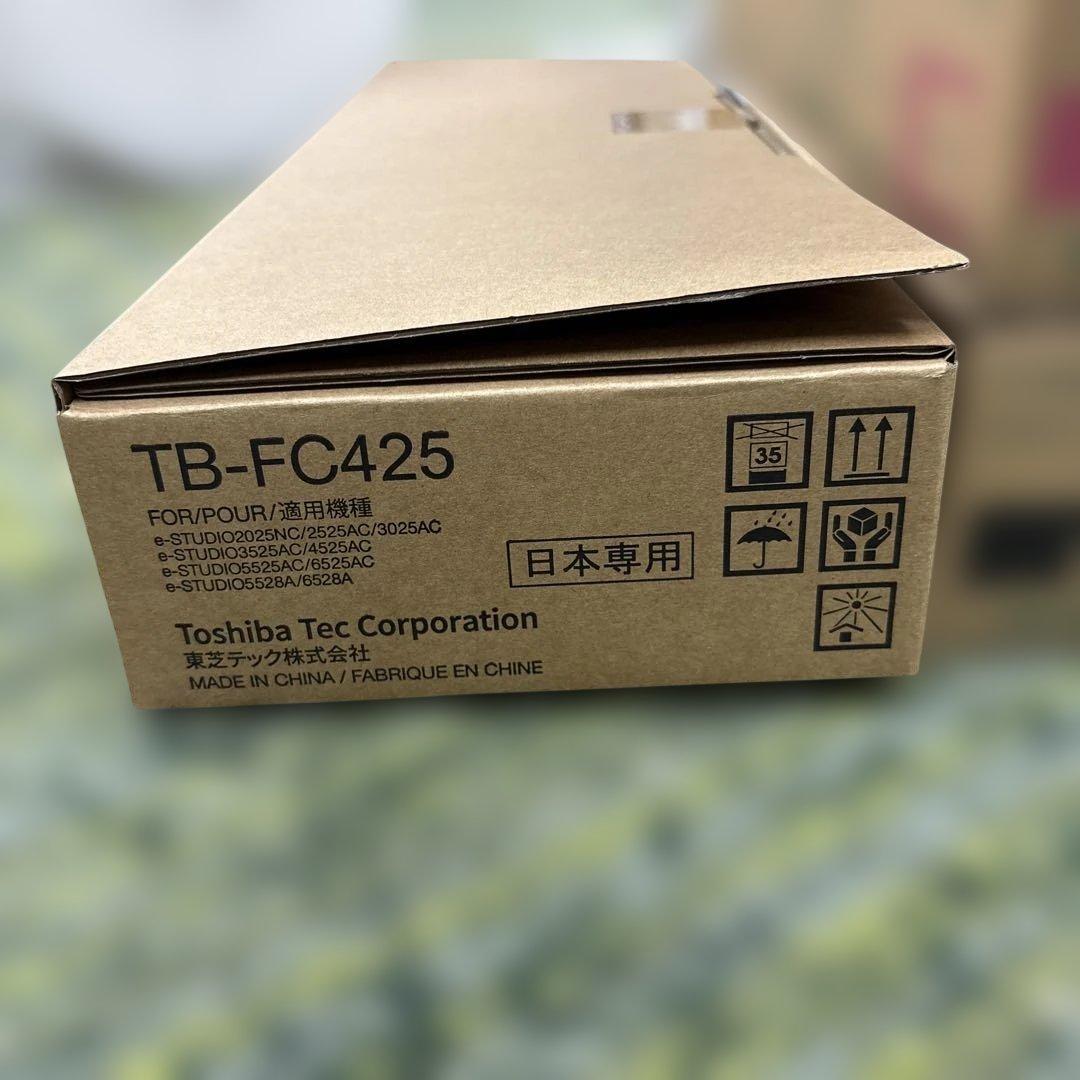 TB-FC425
FOR/POUR/適用機種
e-STUDIO2025NC/2525AC/3025AC
e-STUDIO3525AC/4525AC
e-STUDIO5525AC/6525AC
e-STUDIO5528A/6528A
日本専用
Toshiba Tec Corporation
東芝テック株式会社
MADE IN CHINA / FABRIQUE EN CHINE
35